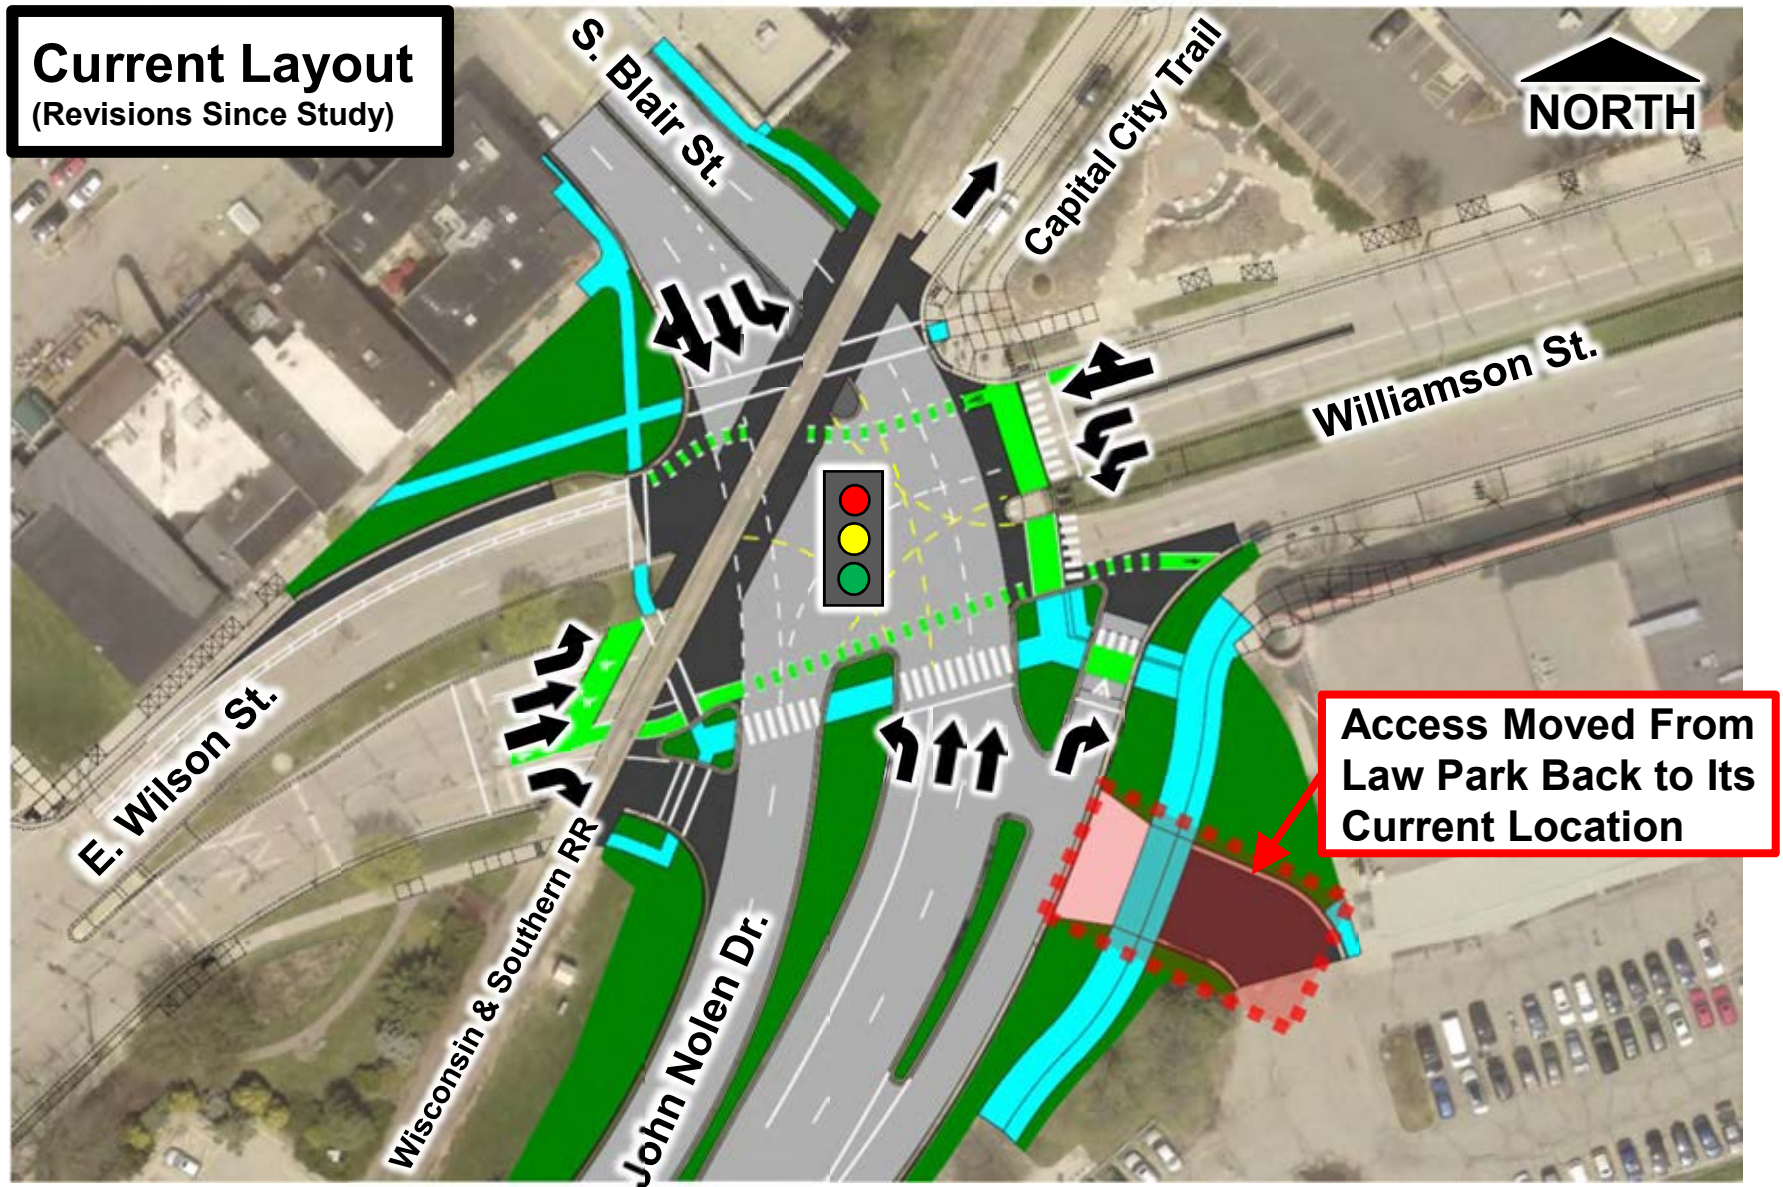 Current Layout
(Revisions Since Study)
S. Blair St.
Capital City Trail
NORTH
Williamson St.
E. Wilson St.
Wisconsin & Southern RR
John Nolen Dr.
Access Moved From
Law Park Back to Its
Current Location